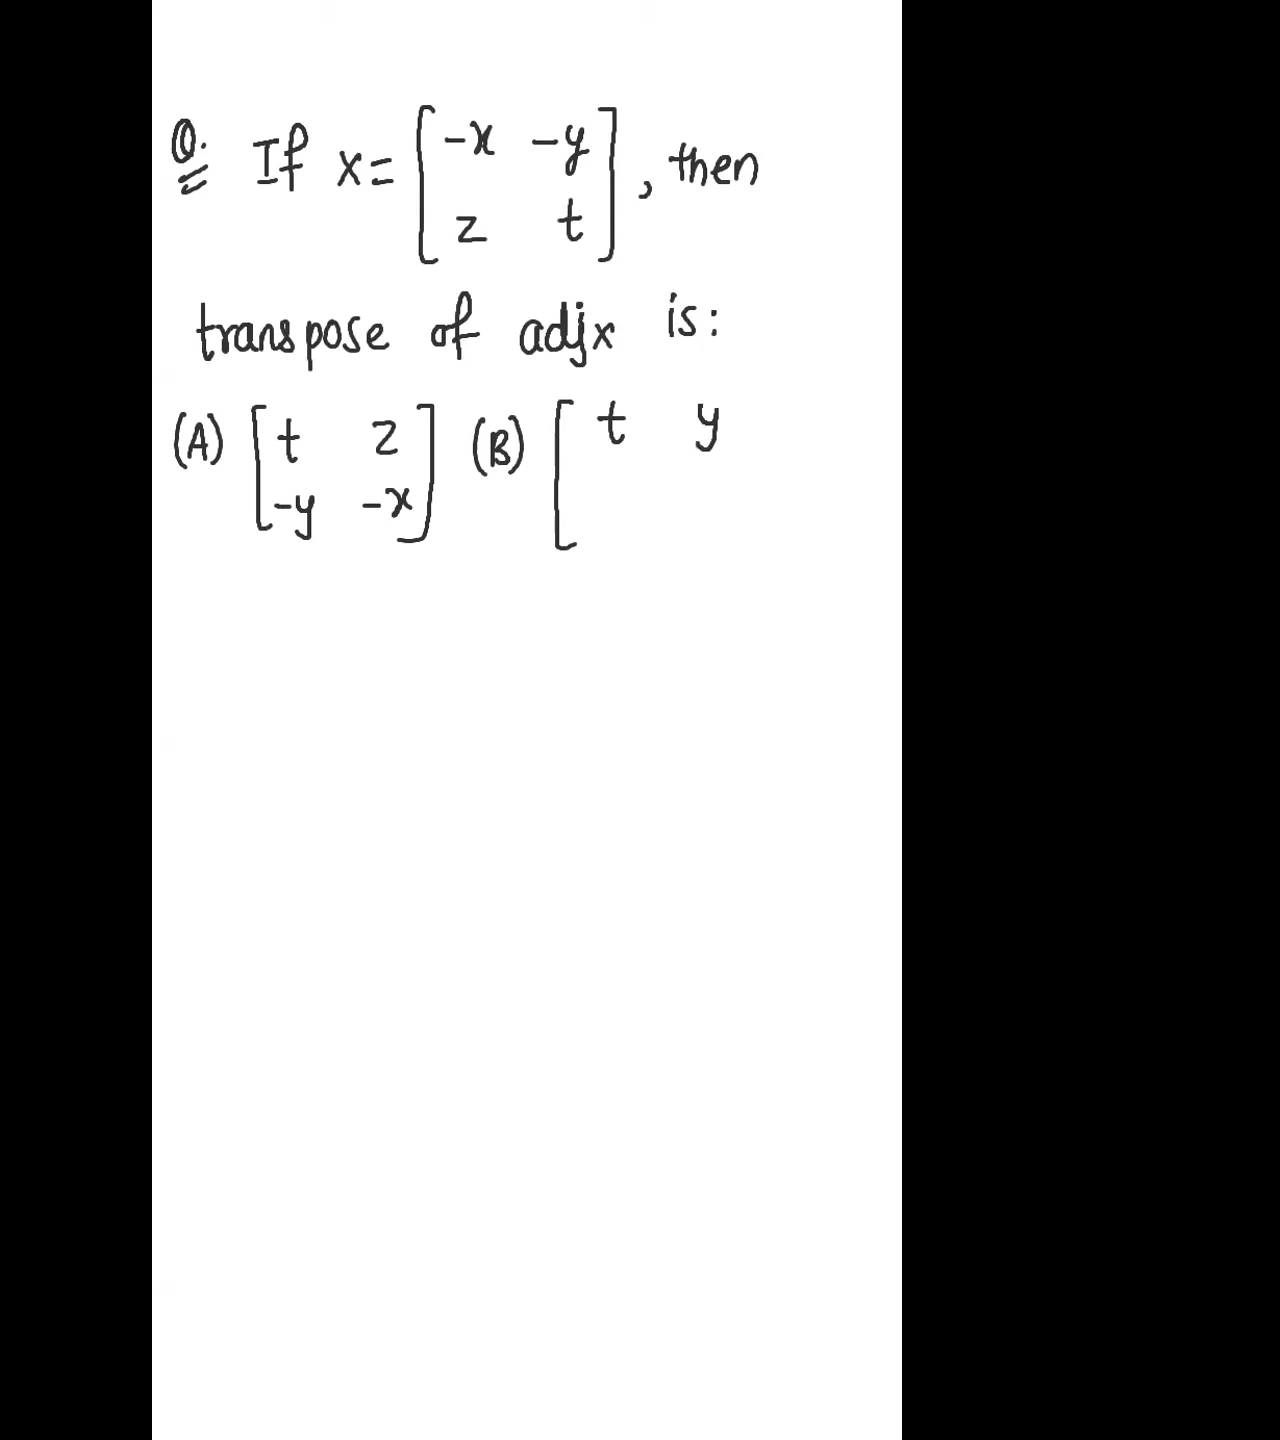 Q. If x = [-x -y], then
z t
transpose of adjx is:
(A) [t z] (B) [t y
-y -x